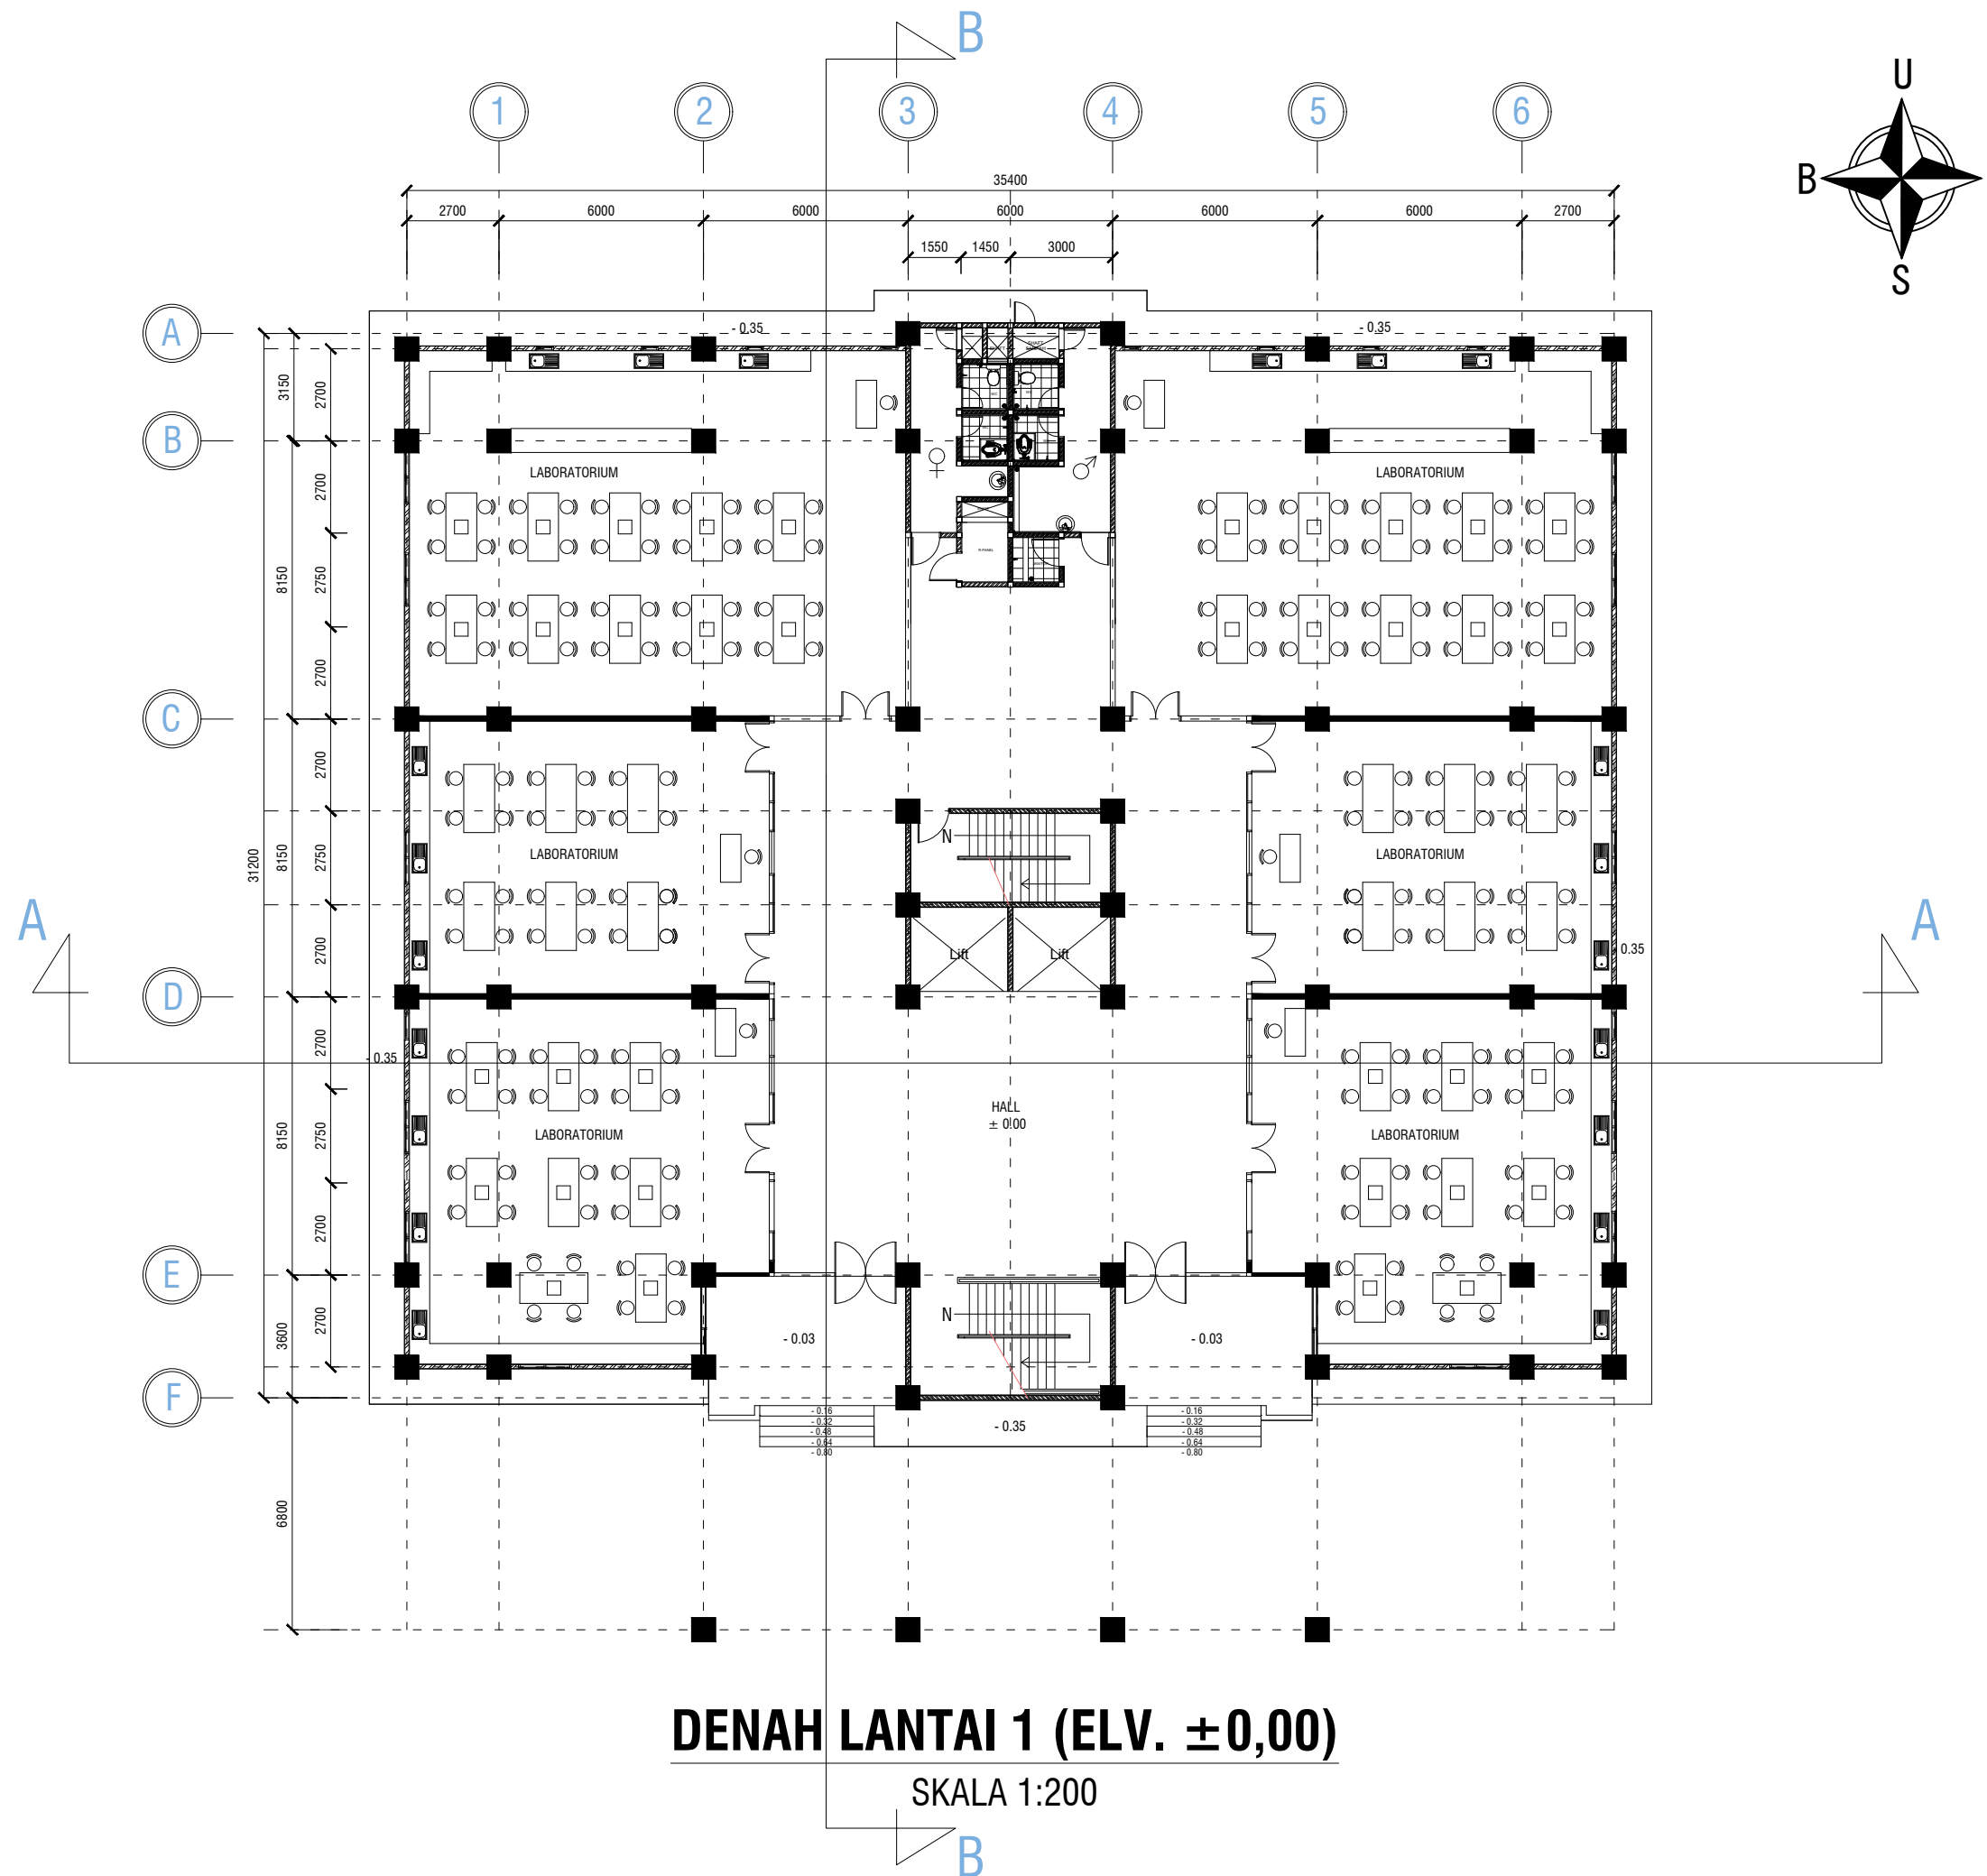 B
U
1 2 3 4 5 6
B
S
35400
2700 6000 6000 6000 6000 6000 2700
1550 1450 3000
A
- 0.35 - 0.35
3150
2700
B
LABORATORIUM LABORATORIUM
2700
8150
2750
2700
C
2700
N
31200
8150
2750
LABORATORIUM LABORATORIUM
A A
2700
Lift Lift
0.35
D
2700
- 0.35
HALL
± 0.00
8150
2750
LABORATORIUM LABORATORIUM
2700
E
3600
2700
N
- 0.03 - 0.03
F
- 0.16 - 0.16
- 0.32 - 0.32
- 0.48 - 0.48
- 0.64 - 0.64
- 0.80 - 0.80
- 0.35
6800
DENAH LANTAI 1 (ELV. ±0,00)
SKALA 1:200
B